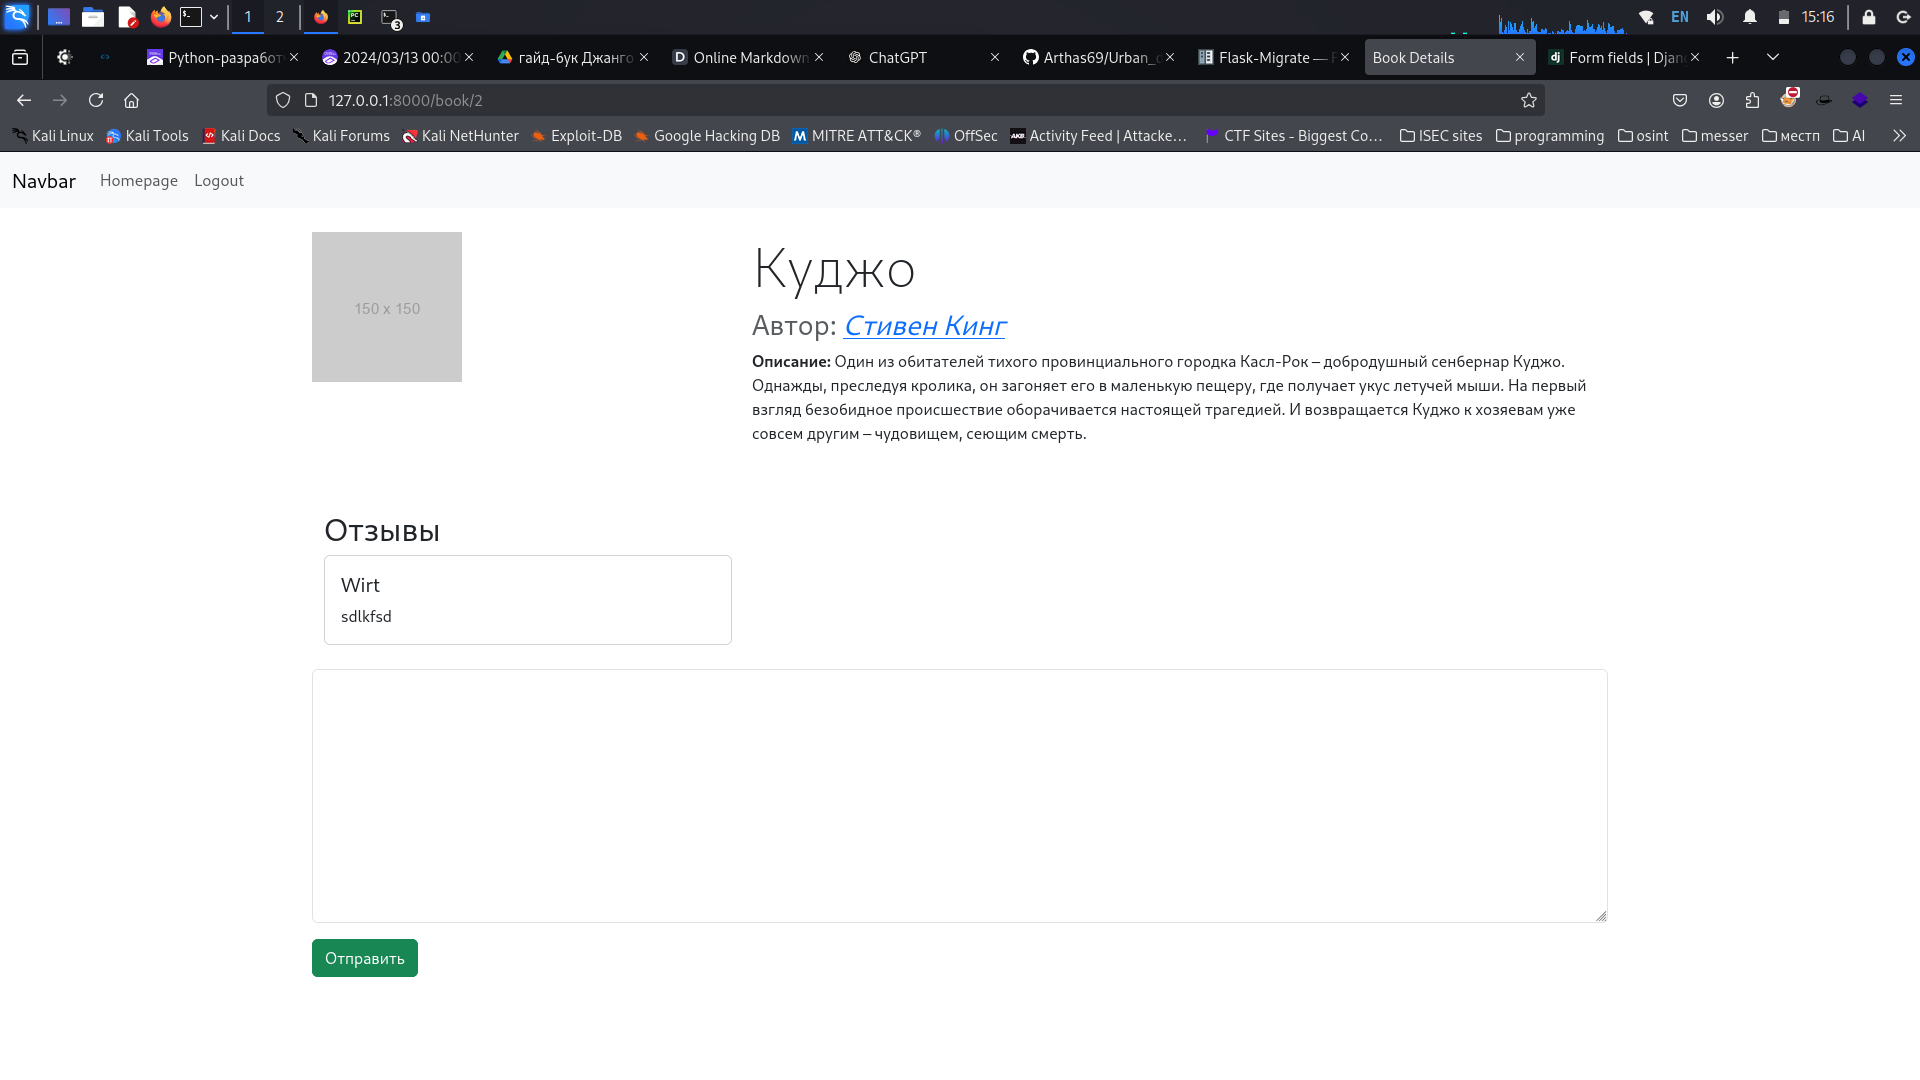 1 2 3 EN 15:16
Python-разработ 2024/03/13 00:00 гайд-бук Джанго Online Markdown ChatGPT Arthas69/Urban_d Flask-Migrate — F Book Details Form fields | Djan
127.0.0.1:8000/book/2
Kali Linux Kali Tools Kali Docs Kali Forums Kali NetHunter Exploit-DB Google Hacking DB MITRE ATT&CK® OffSec Activity Feed | Attacke… CTF Sites - Biggest Co… ISEC sites programming osint messer местп AI
Navbar Homepage Logout
150 x 150
Куджо
Автор: Стивен Кинг
Описание: Один из обитателей тихого провинциального городка Касл-Рок – добродушный сенбернар Куджо.
Однажды, преследуя кролика, он загоняет его в маленькую пещеру, где получает укус летучей мыши. На первый
взгляд безобидное происшествие оборачивается настоящей трагедией. И возвращается Куджо к хозяевам уже
совсем другим – чудовищем, сеющим смерть.
Отзывы
Wirt
sdlkfsd
Отправить